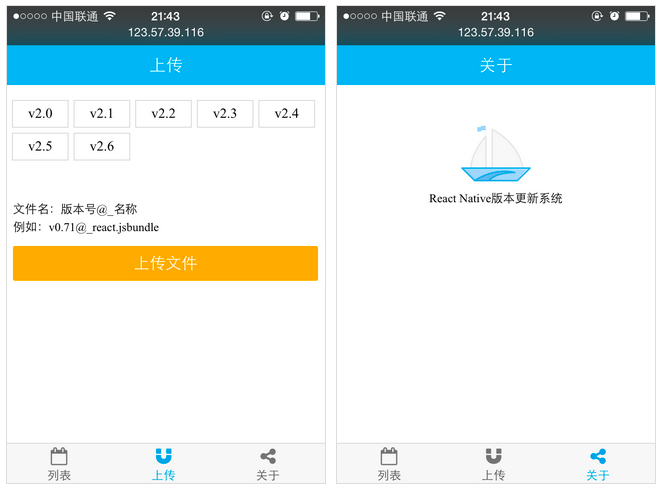 中国联通 21:43
123.57.39.116
上传
v2.0 v2.1 v2.2 v2.3 v2.4
v2.5 v2.6
文件名：版本号@_名称
例如：v0.71@_react.jsbundle
上传文件
列表 上传 关于
中国联通 21:43
123.57.39.116
关于
React Native版本更新系统
列表 上传 关于